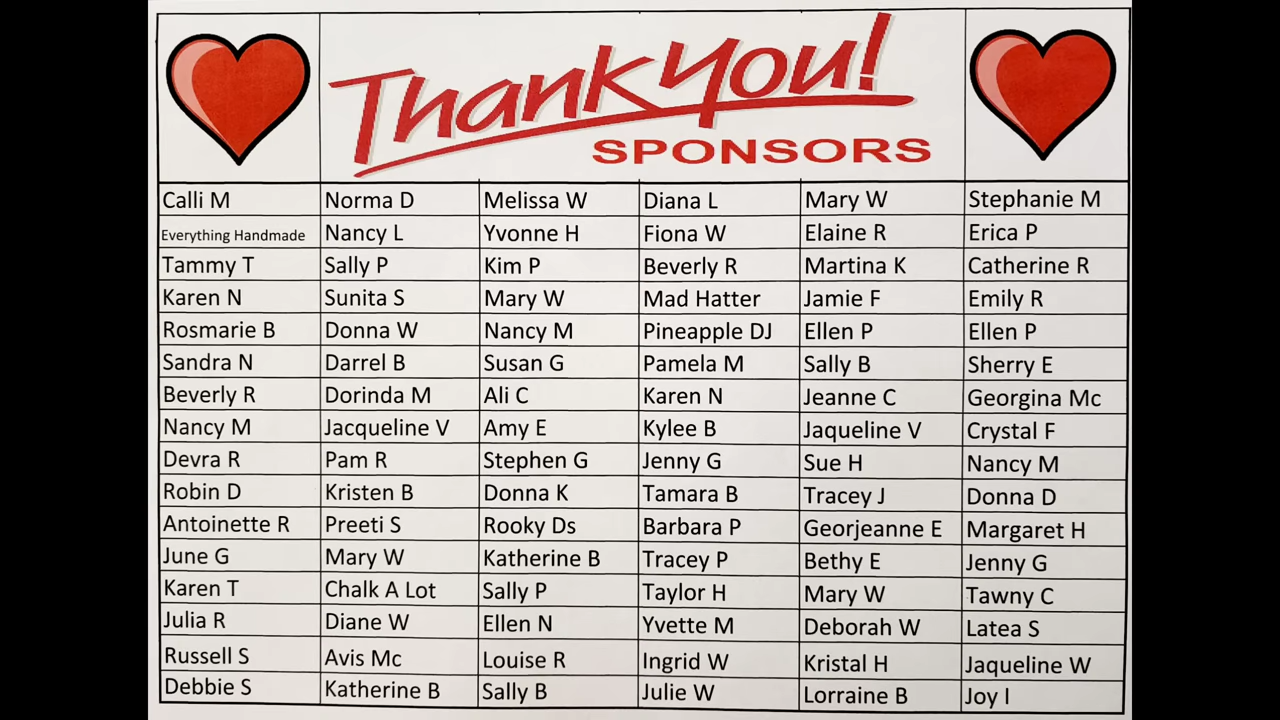 Thank You!
SPONSORS
Calli M Norma D Melissa W Diana L Mary W Stephanie M
Everything Handmade Nancy L Yvonne H Fiona W Elaine R Erica P
Tammy T Sally P Kim P Beverly R Martina K Catherine R
Karen N Sunita S Mary W Mad Hatter Jamie F Emily R
Rosmarie B Donna W Nancy M Pineapple DJ Ellen P Ellen P
Sandra N Darrel B Susan G Pamela M Sally B Sherry E
Beverly R Dorinda M Ali C Karen N Jeanne C Georgina Mc
Nancy M Jacqueline V Amy E Kylee B Jaqueline V Crystal F
Devra R Pam R Stephen G Jenny G Sue H Nancy M
Robin D Kristen B Donna K Tamara B Tracey J Donna D
Antoinette R Preeti S Rooky Ds Barbara P Georjeanne E Margaret H
June G Mary W Katherine B Tracey P Bethy E Jenny G
Karen T Chalk A Lot Sally P Taylor H Mary W Tawny C
Julia R Diane W Ellen N Yvette M Deborah W Latea S
Russell S Avis Mc Louise R Ingrid W Kristal H Jaqueline W
Debbie S Katherine B Sally B Julie W Lorraine B Joy I